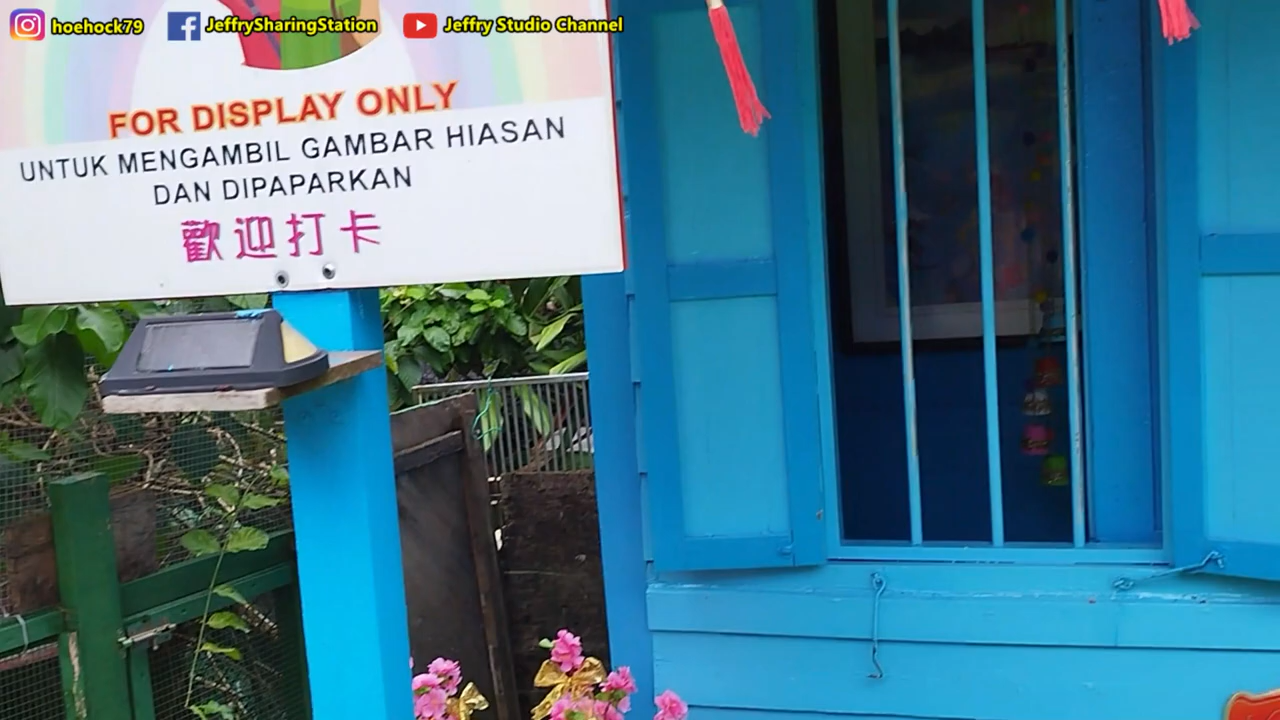 hoehock79 JeffrySharingStation Jeffry Studio Channel
FOR DISPLAY ONLY
UNTUK MENGAMBIL GAMBAR HIASAN
DAN DIPAPARKAN
歡迎打卡